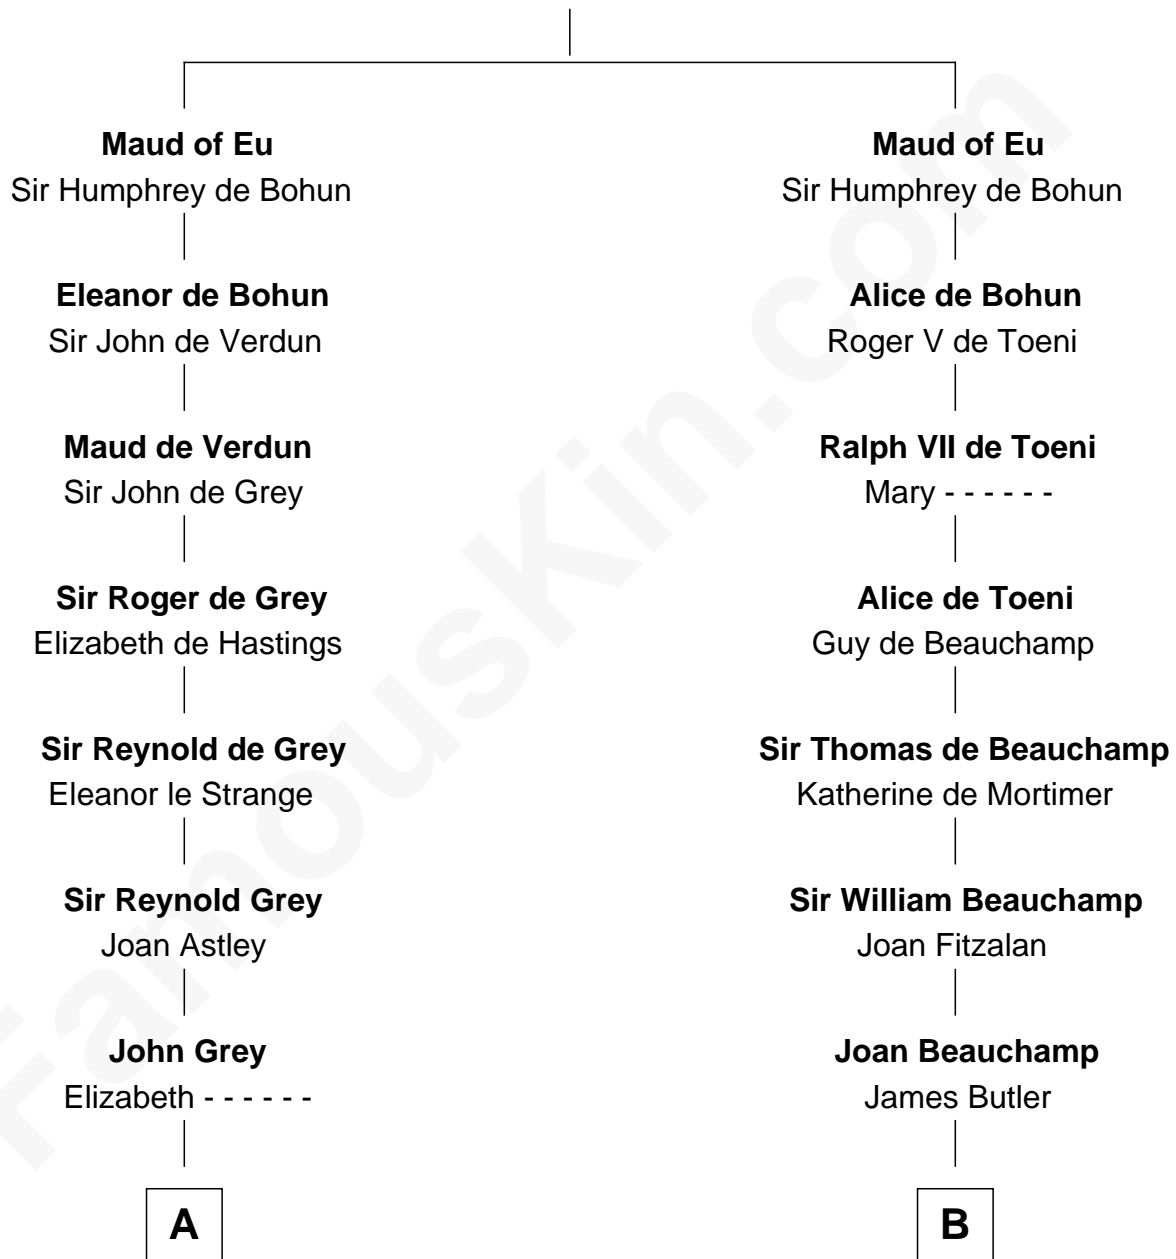 Maud of Eu
Sir Humphrey de Bohun
Eleanor de Bohun
Sir John de Verdun
Maud de Verdun
Sir John de Grey
Sir Roger de Grey
Elizabeth de Hastings
Sir Reynold de Grey
Eleanor le Strange
Sir Reynold Grey
Joan Astley
John Grey
Elizabeth - - - - - -
A
Maud of Eu
Sir Humphrey de Bohun
Alice de Bohun
Roger V de Toeni
Ralph VII de Toeni
Mary - - - - - -
Alice de Toeni
Guy de Beauchamp
Sir Thomas de Beauchamp
Katherine de Mortimer
Sir William Beauchamp
Joan Fitzalan
Joan Beauchamp
James Butler
B
FamousKin.com